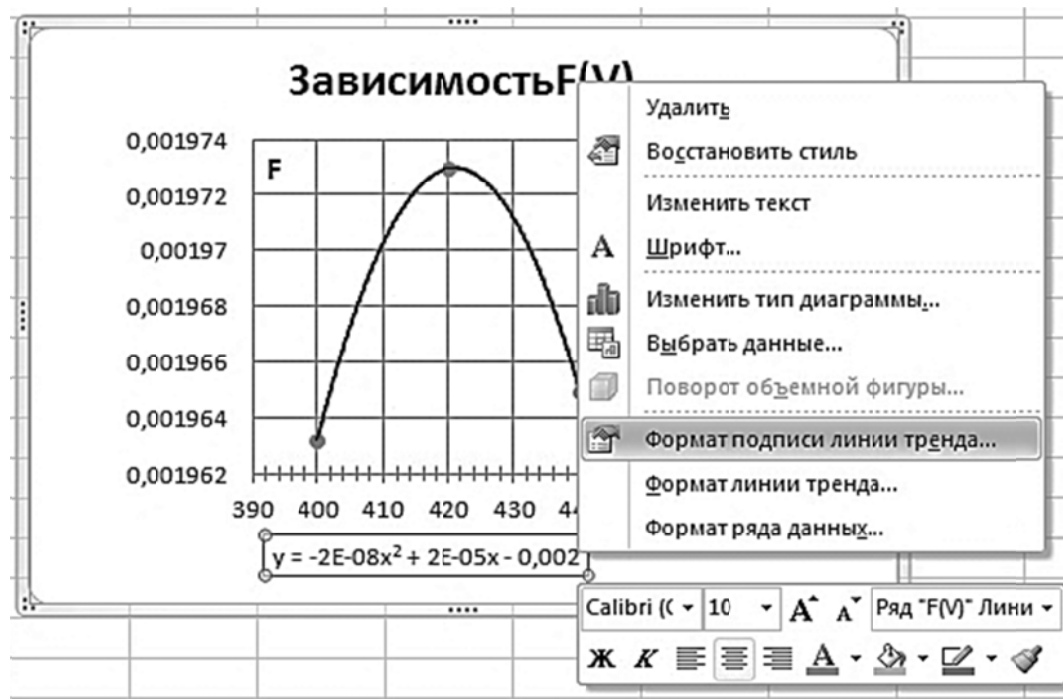 ЗависимостьF(V)
0,001974
0,001972
0,00197
0,001968
0,001966
0,001964
0,001962
F
390 400 410 420 430 44
y = -2E-08x² + 2E-05x - 0,002
Удалить
Восстановить стиль
Изменить текст
A Шрифт...
Изменить тип диаграммы...
Выбрать данные...
Поворот объемной фигуры...
Формат подписи линии тренда...
Формат линии тренда...
Формат ряда данных...
Calibri (С 10 A A Ряд "F(V)" Лини
Ж К A